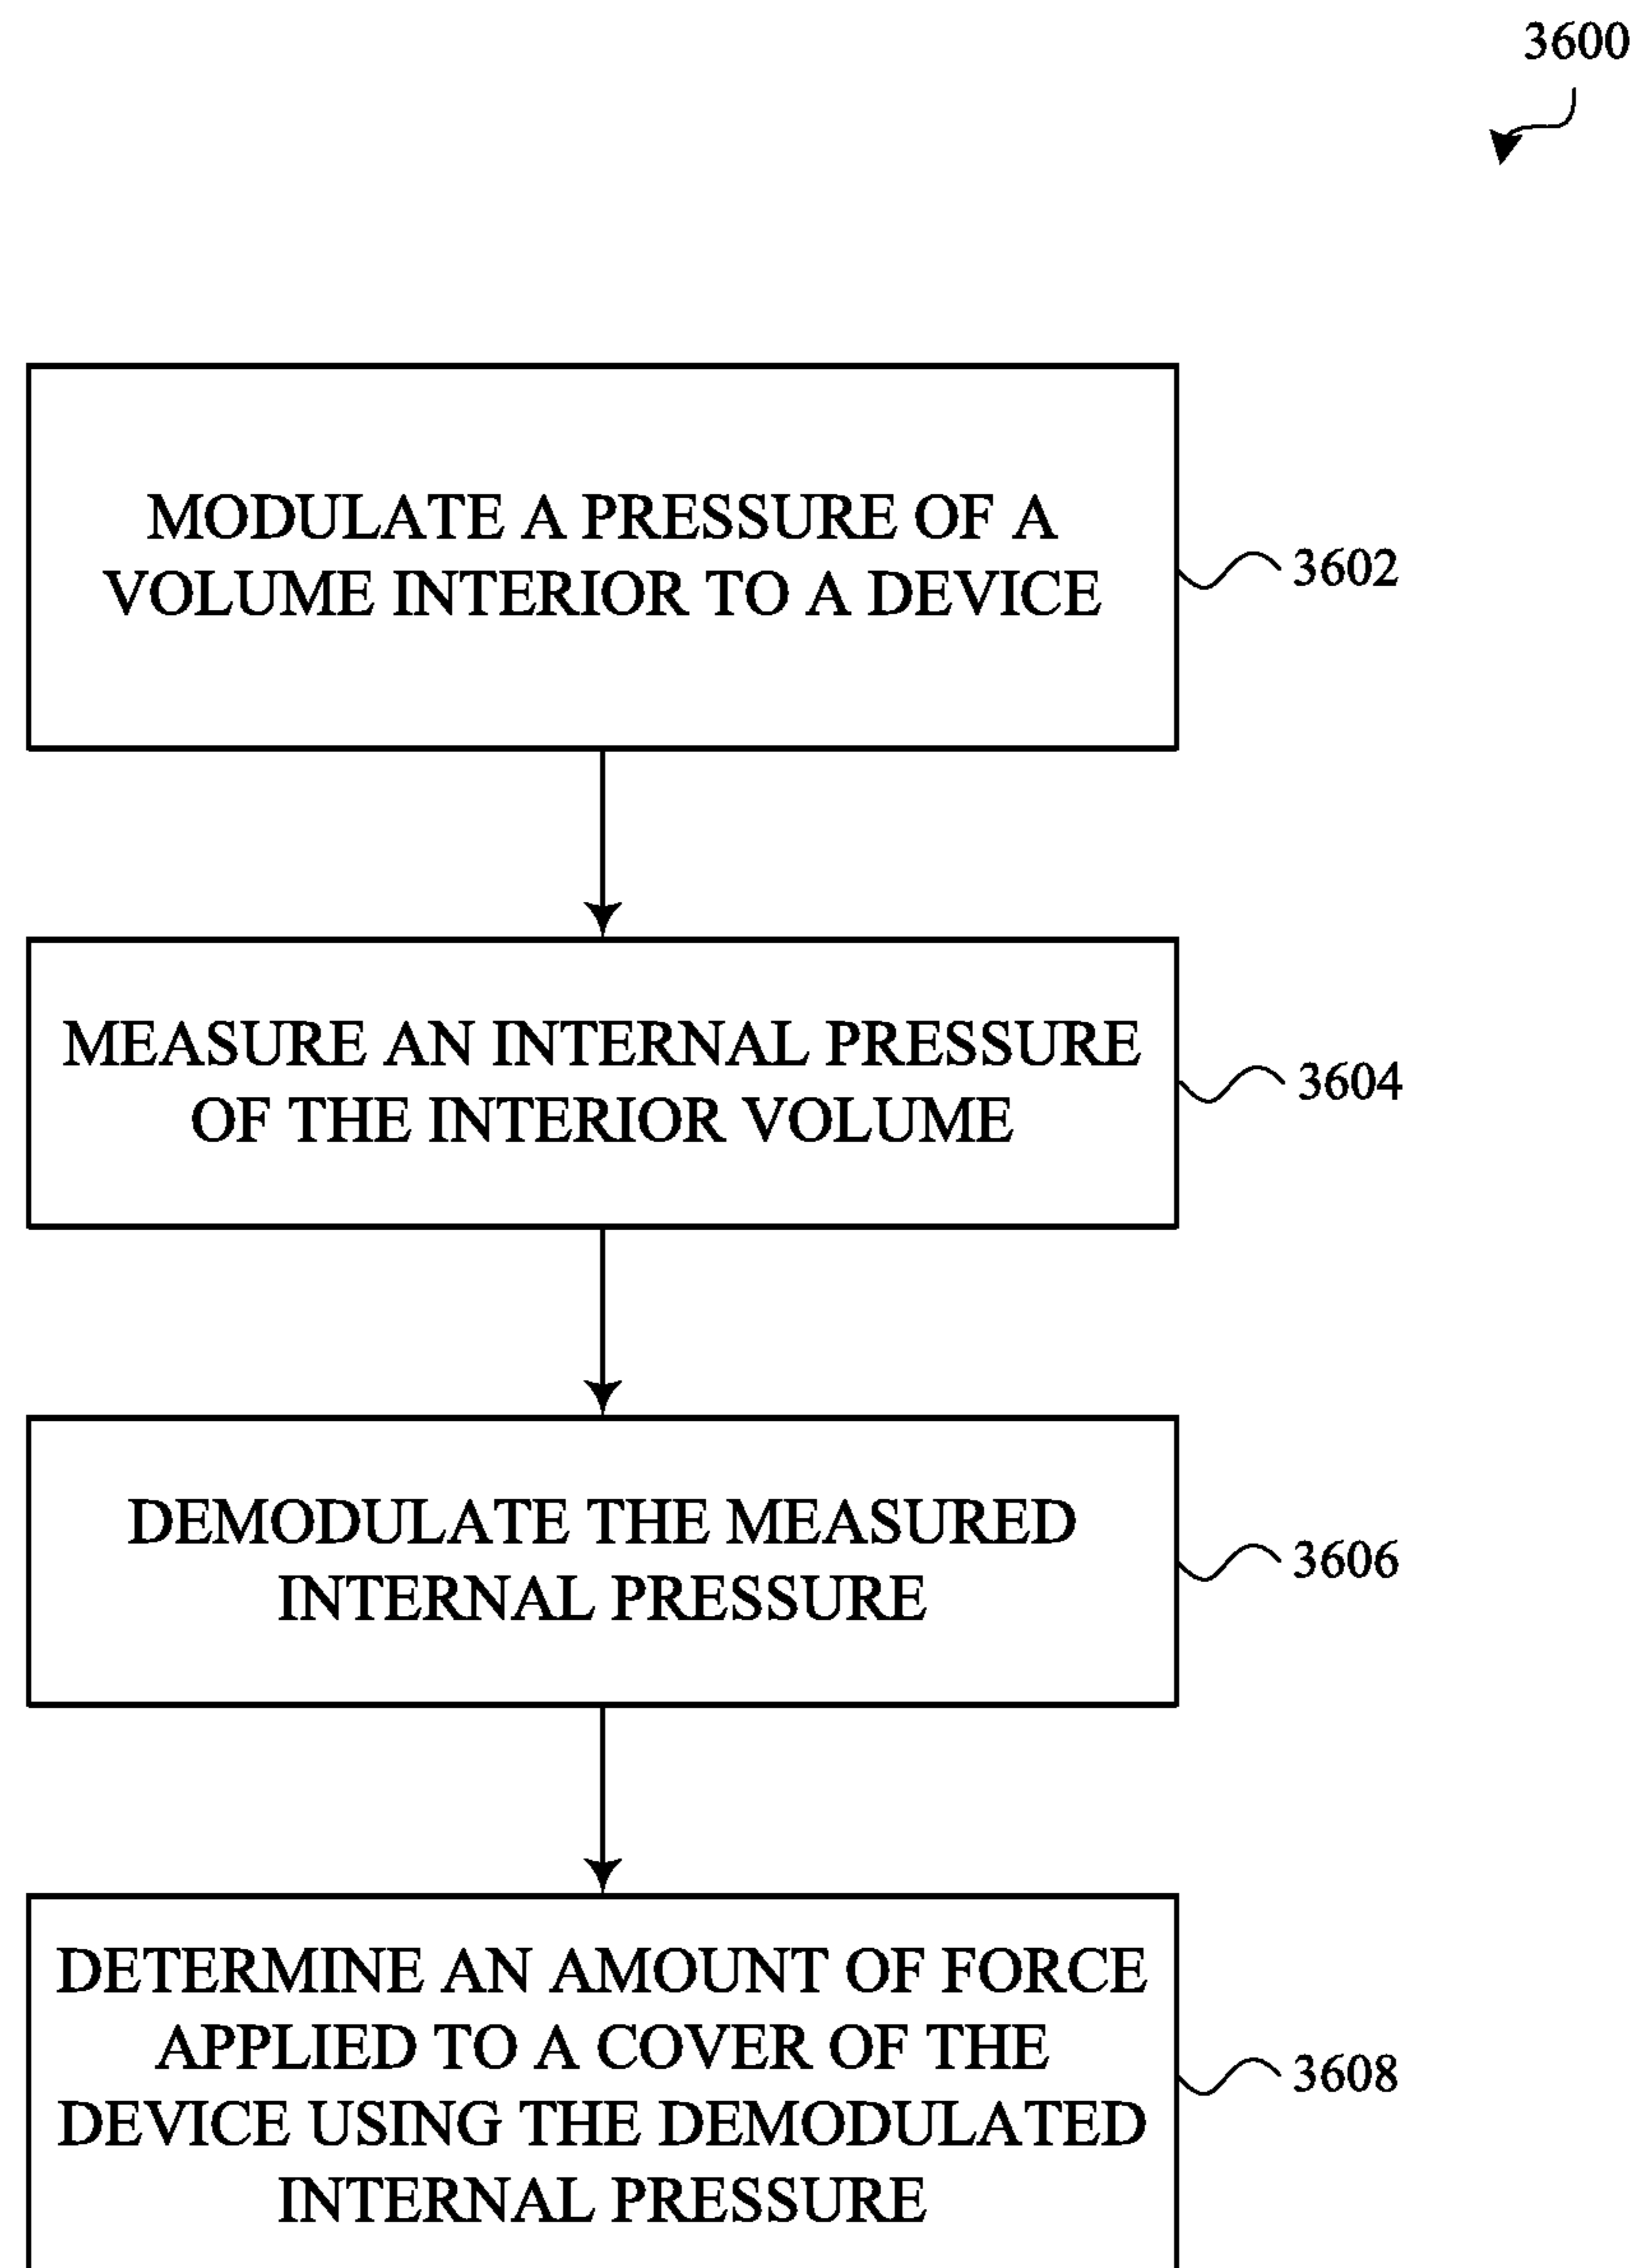 3600
MODULATE A PRESSURE OF A
VOLUME INTERIOR TO A DEVICE
3602
MEASURE AN INTERNAL PRESSURE
OF THE INTERIOR VOLUME
3604
DEMODULATE THE MEASURED
INTERNAL PRESSURE
3606
DETERMINE AN AMOUNT OF FORCE
APPLIED TO A COVER OF THE
DEVICE USING THE DEMODULATED
INTERNAL PRESSURE
3608